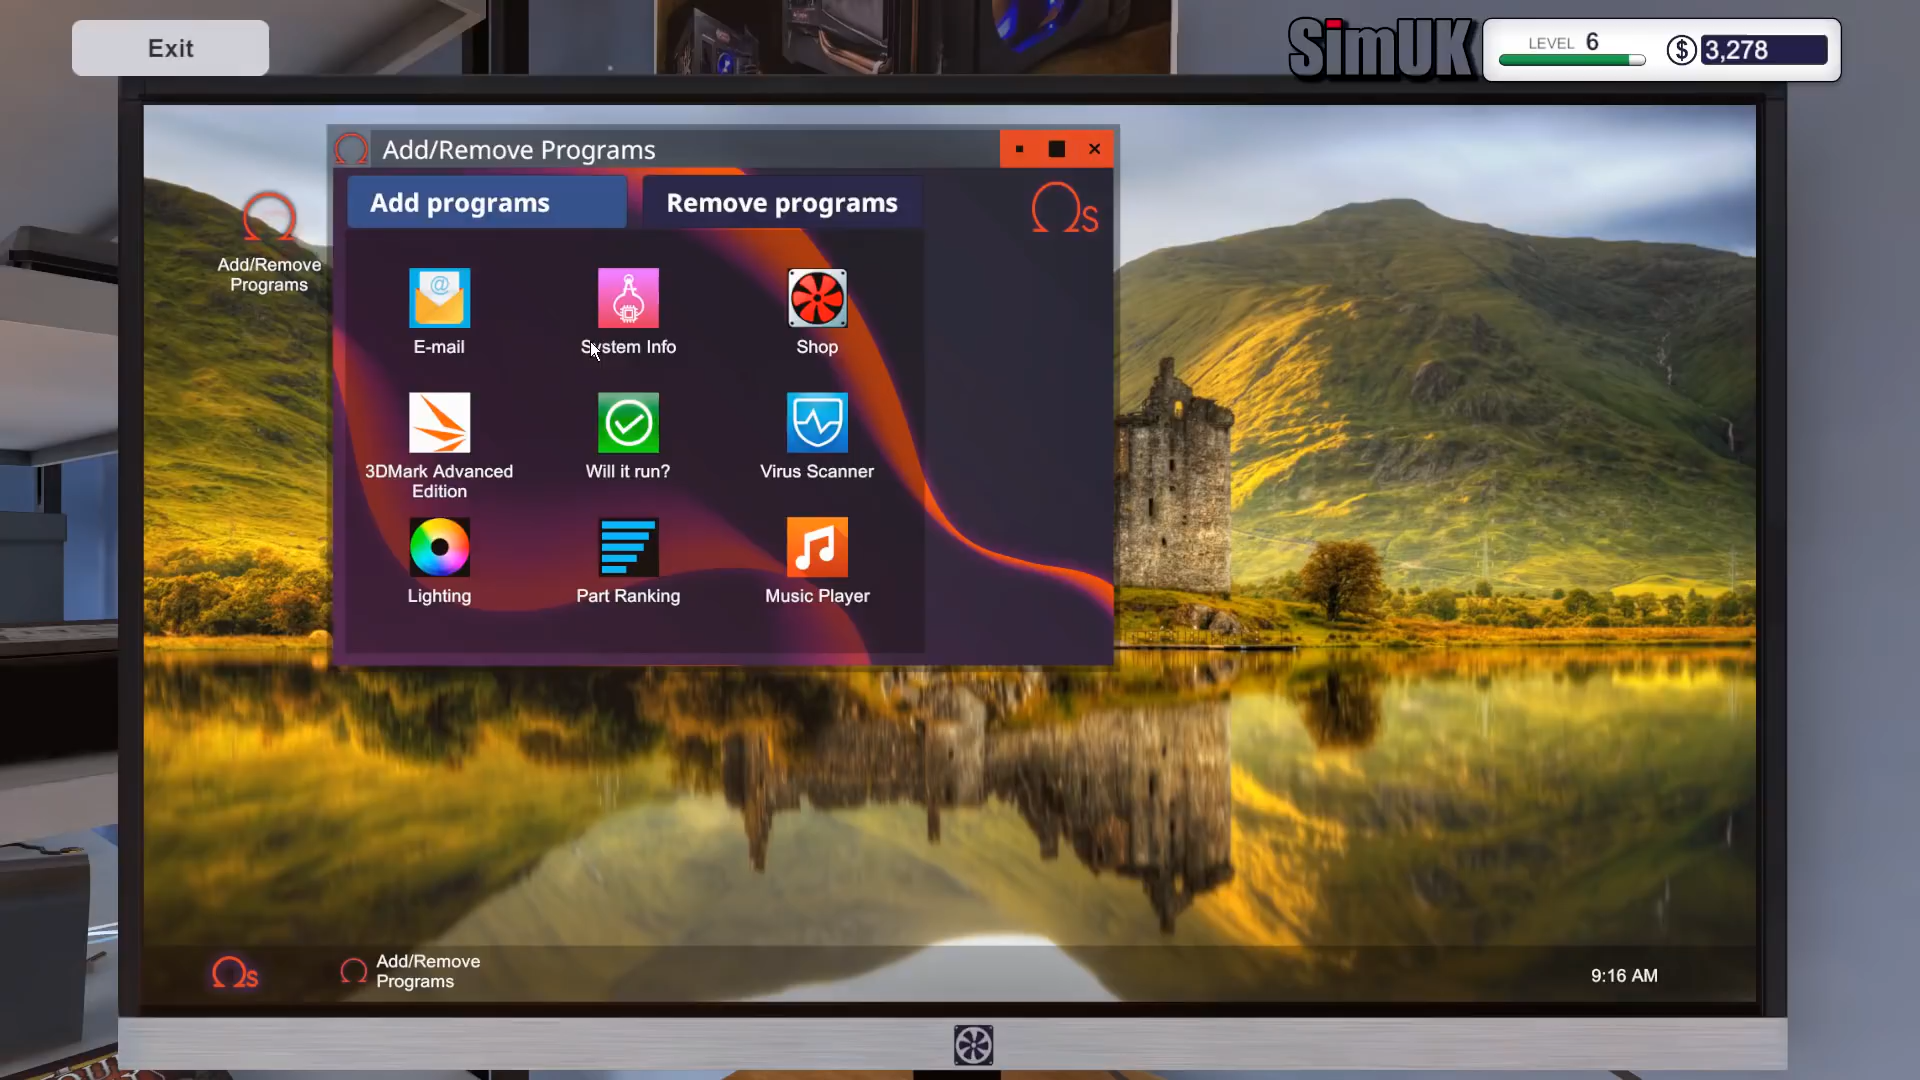 Exit
SimUK
LEVEL 6
$ 3,278
Add/Remove Programs
Add programs
Remove programs
Ωs
Add/Remove
Programs
E-mail
System Info
Shop
3DMark Advanced
Edition
Will it run?
Virus Scanner
Lighting
Part Ranking
Music Player
Ωs
Add/Remove
Programs
9:16 AM